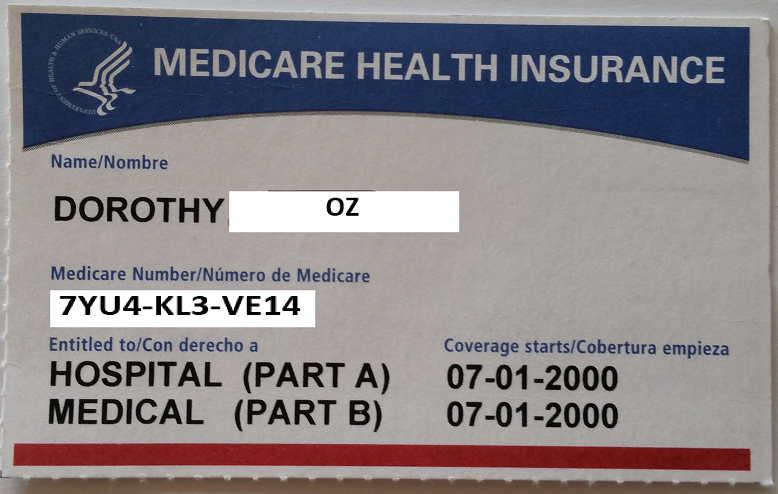 DEPARTMENT OF HEALTH & HUMAN SERVICES · USA
MEDICARE HEALTH INSURANCE
Name/Nombre
DOROTHY OZ
Medicare Number/Número de Medicare
7YU4-KL3-VE14
Entitled to/Con derecho a Coverage starts/Cobertura empieza
HOSPITAL (PART A) 07-01-2000
MEDICAL (PART B) 07-01-2000